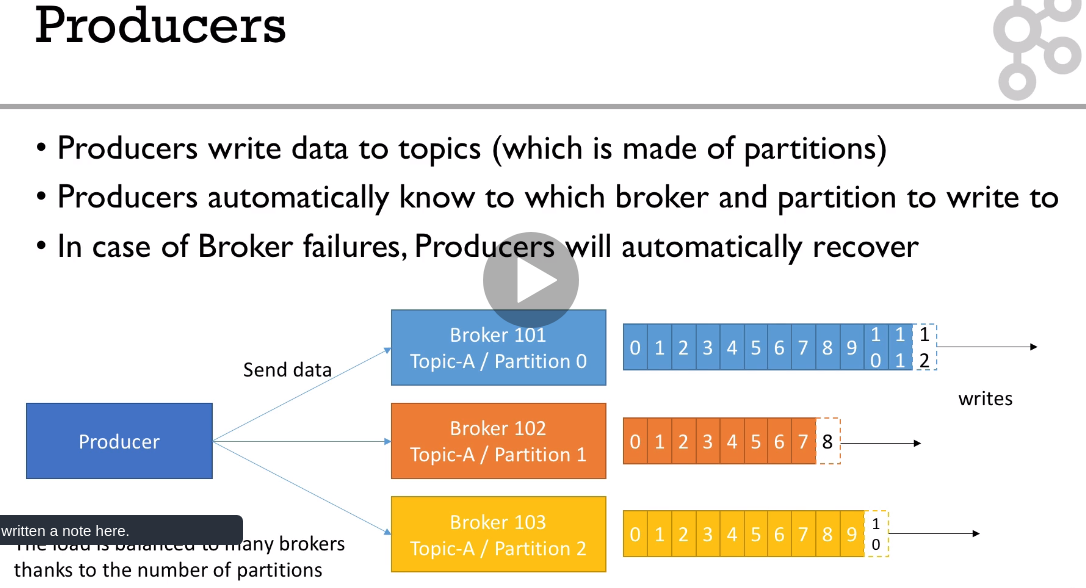 Producers
• Producers write data to topics (which is made of partitions)
• Producers automatically know to which broker and partition to write to
• In case of Broker failures, Producers will automatically recover
Send data
Producer
Broker 101
Topic-A / Partition 0
0 1 2 3 4 5 6 7 8 9 10 11 12
writes
Broker 102
Topic-A / Partition 1
0 1 2 3 4 5 6 7 8
Broker 103
Topic-A / Partition 2
0 1 2 3 4 5 6 7 8 9 10
written a note here.
The load is balanced to many brokers
thanks to the number of partitions